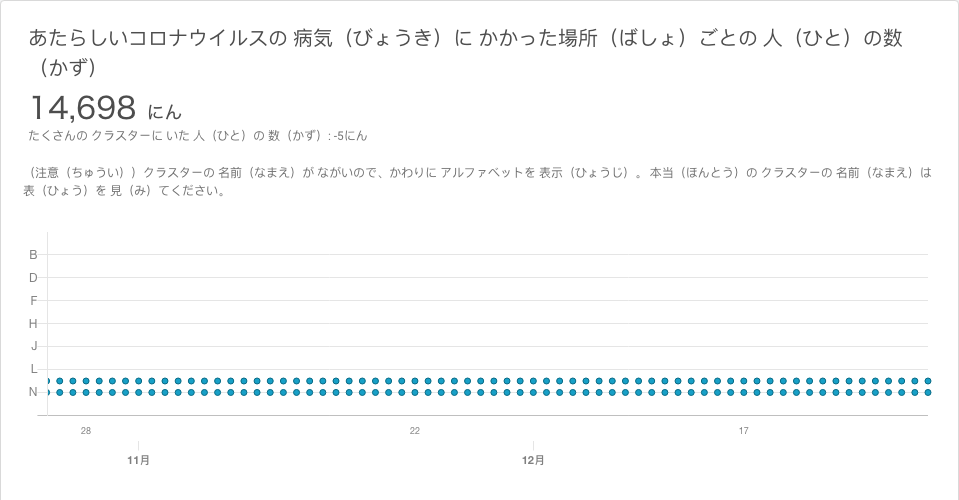 あたらしいコロナウイルスの 病気（びょうき）に かかった場所（ばしょ）ごとの 人（ひと）の数
（かず）
14,698 にん
たくさんの クラスターに いた 人（ひと）の 数（かず）: -5にん
（注意（ちゅうい））クラスターの 名前（なまえ）が ながいので、かわりに アルファベットを 表示（ひょうじ）。本当（ほんとう）の クラスターの 名前（なまえ）は
表（ひょう）を 見（み）てください。
B
D
F
H
J
L
N
28 22 17
11月 12月